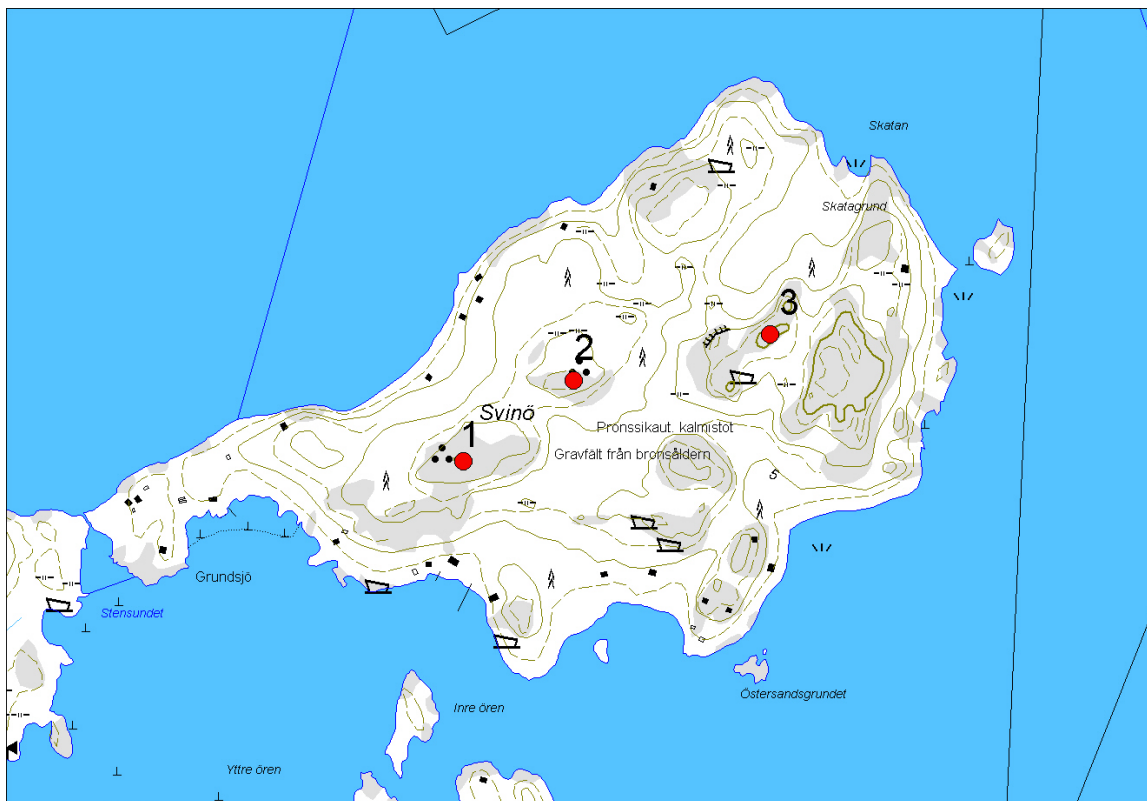 Skatan
Skatagrund
3
2
Svinö
1
Pronssikaut. kalmistot
Gravfält från bronsåldern
5
Grundsjö
Stensundet
Östersandsgrundet
Inre ören
Yttre ören